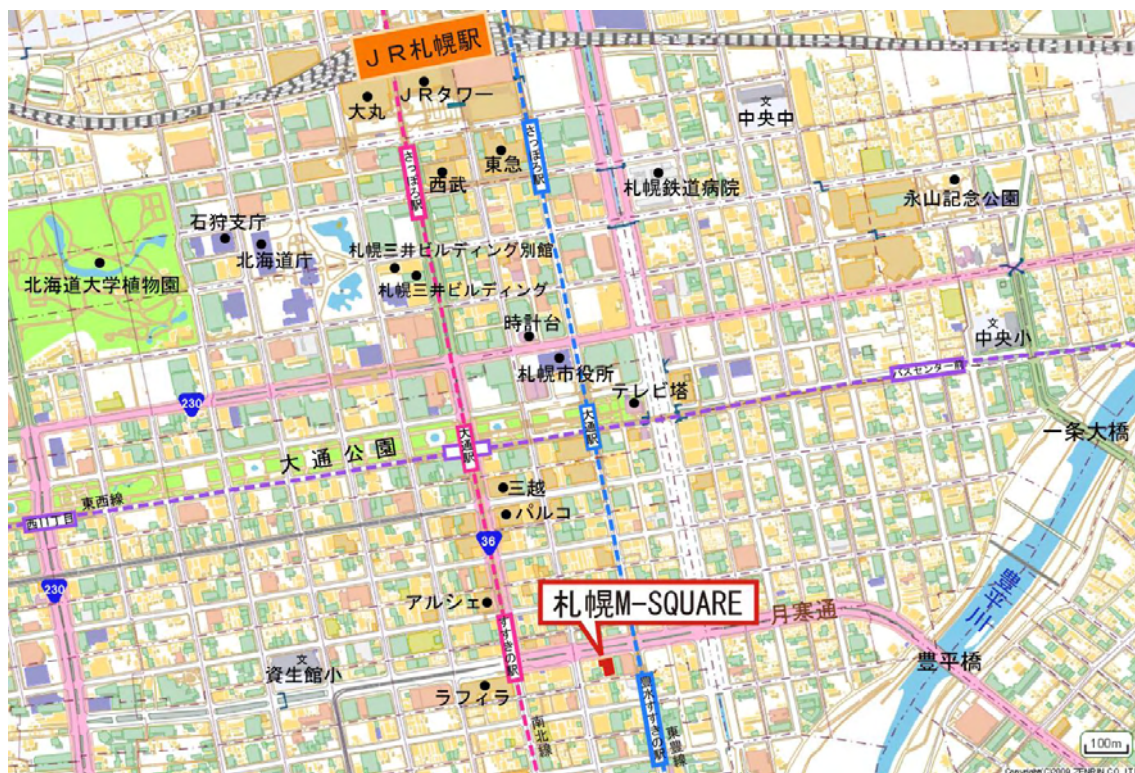 JR札幌駅
大丸
JRタワー
さっぽろ駅
さっぽろ駅
東急
西武
文
中央中
札幌鉄道病院
永山記念公園
石狩支庁
北海道庁
北海道大学植物園
札幌三井ビルディング別館
札幌三井ビルディング
時計台
札幌市役所
文
中央小
テレビ塔
バスセンター前
230
大通公園
大通駅
大通駅
一条大橋
三越
パルコ
東西線
西11丁目
36
230
アルシェ
札幌M-SQUARE
月寒通
豊平川
豊平橋
すすきの駅
文
資生館小
ラフィラ
豊水すすきの駅
南北線
東豊線
100m
Copyright ©2009 ZENRIN CO.,LT